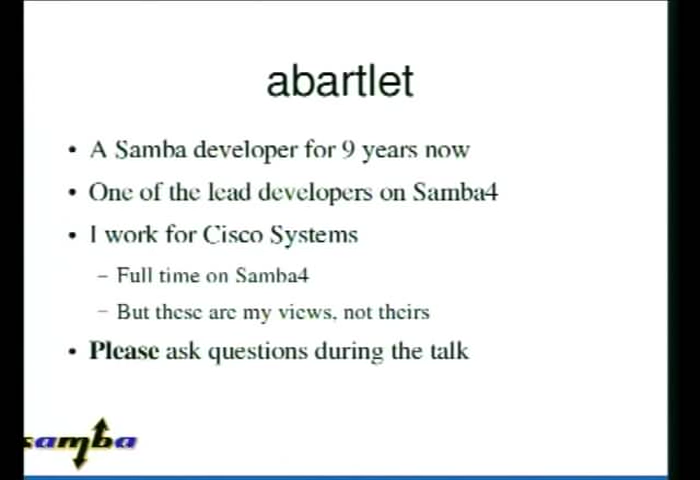 abartlet
• A Samba developer for 9 years now
• One of the lead developers on Samba4
• I work for Cisco Systems
– Full time on Samba4
– But these are my views, not theirs
• Please ask questions during the talk
samba